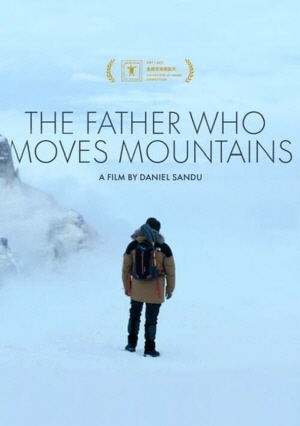 THE FATHER WHO
MOVES MOUNTAINS
A FILM BY DANIEL SANDU